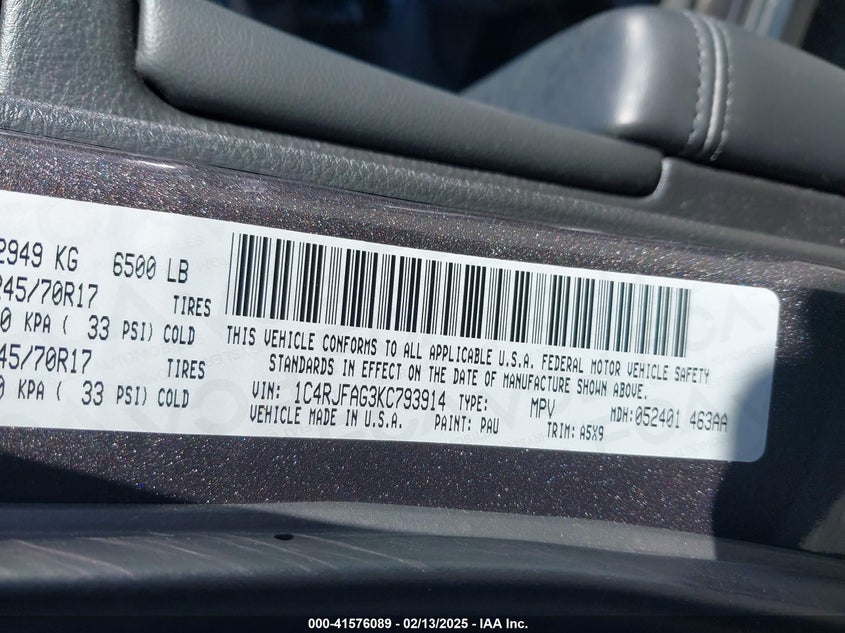 2949 KG 6500 LB
245/70R17 TIRES
0 KPA ( 33 PSI) COLD
45/70R17 TIRES
0 KPA ( 33 PSI) COLD
THIS VEHICLE CONFORMS TO ALL APPLICABLE U.S.A. FEDERAL MOTOR VEHICLE SAFETY
STANDARDS IN EFFECT ON THE DATE OF MANUFACTURE SHOWN ABOVE.
VIN: 1C4RJFAG3KC793914 TYPE: MPV MDH:052401 463AA
VEHICLE MADE IN U.S.A. PAINT: PAU TRIM: A5X9
000-41576089 - 02/13/2025 - IAA Inc.